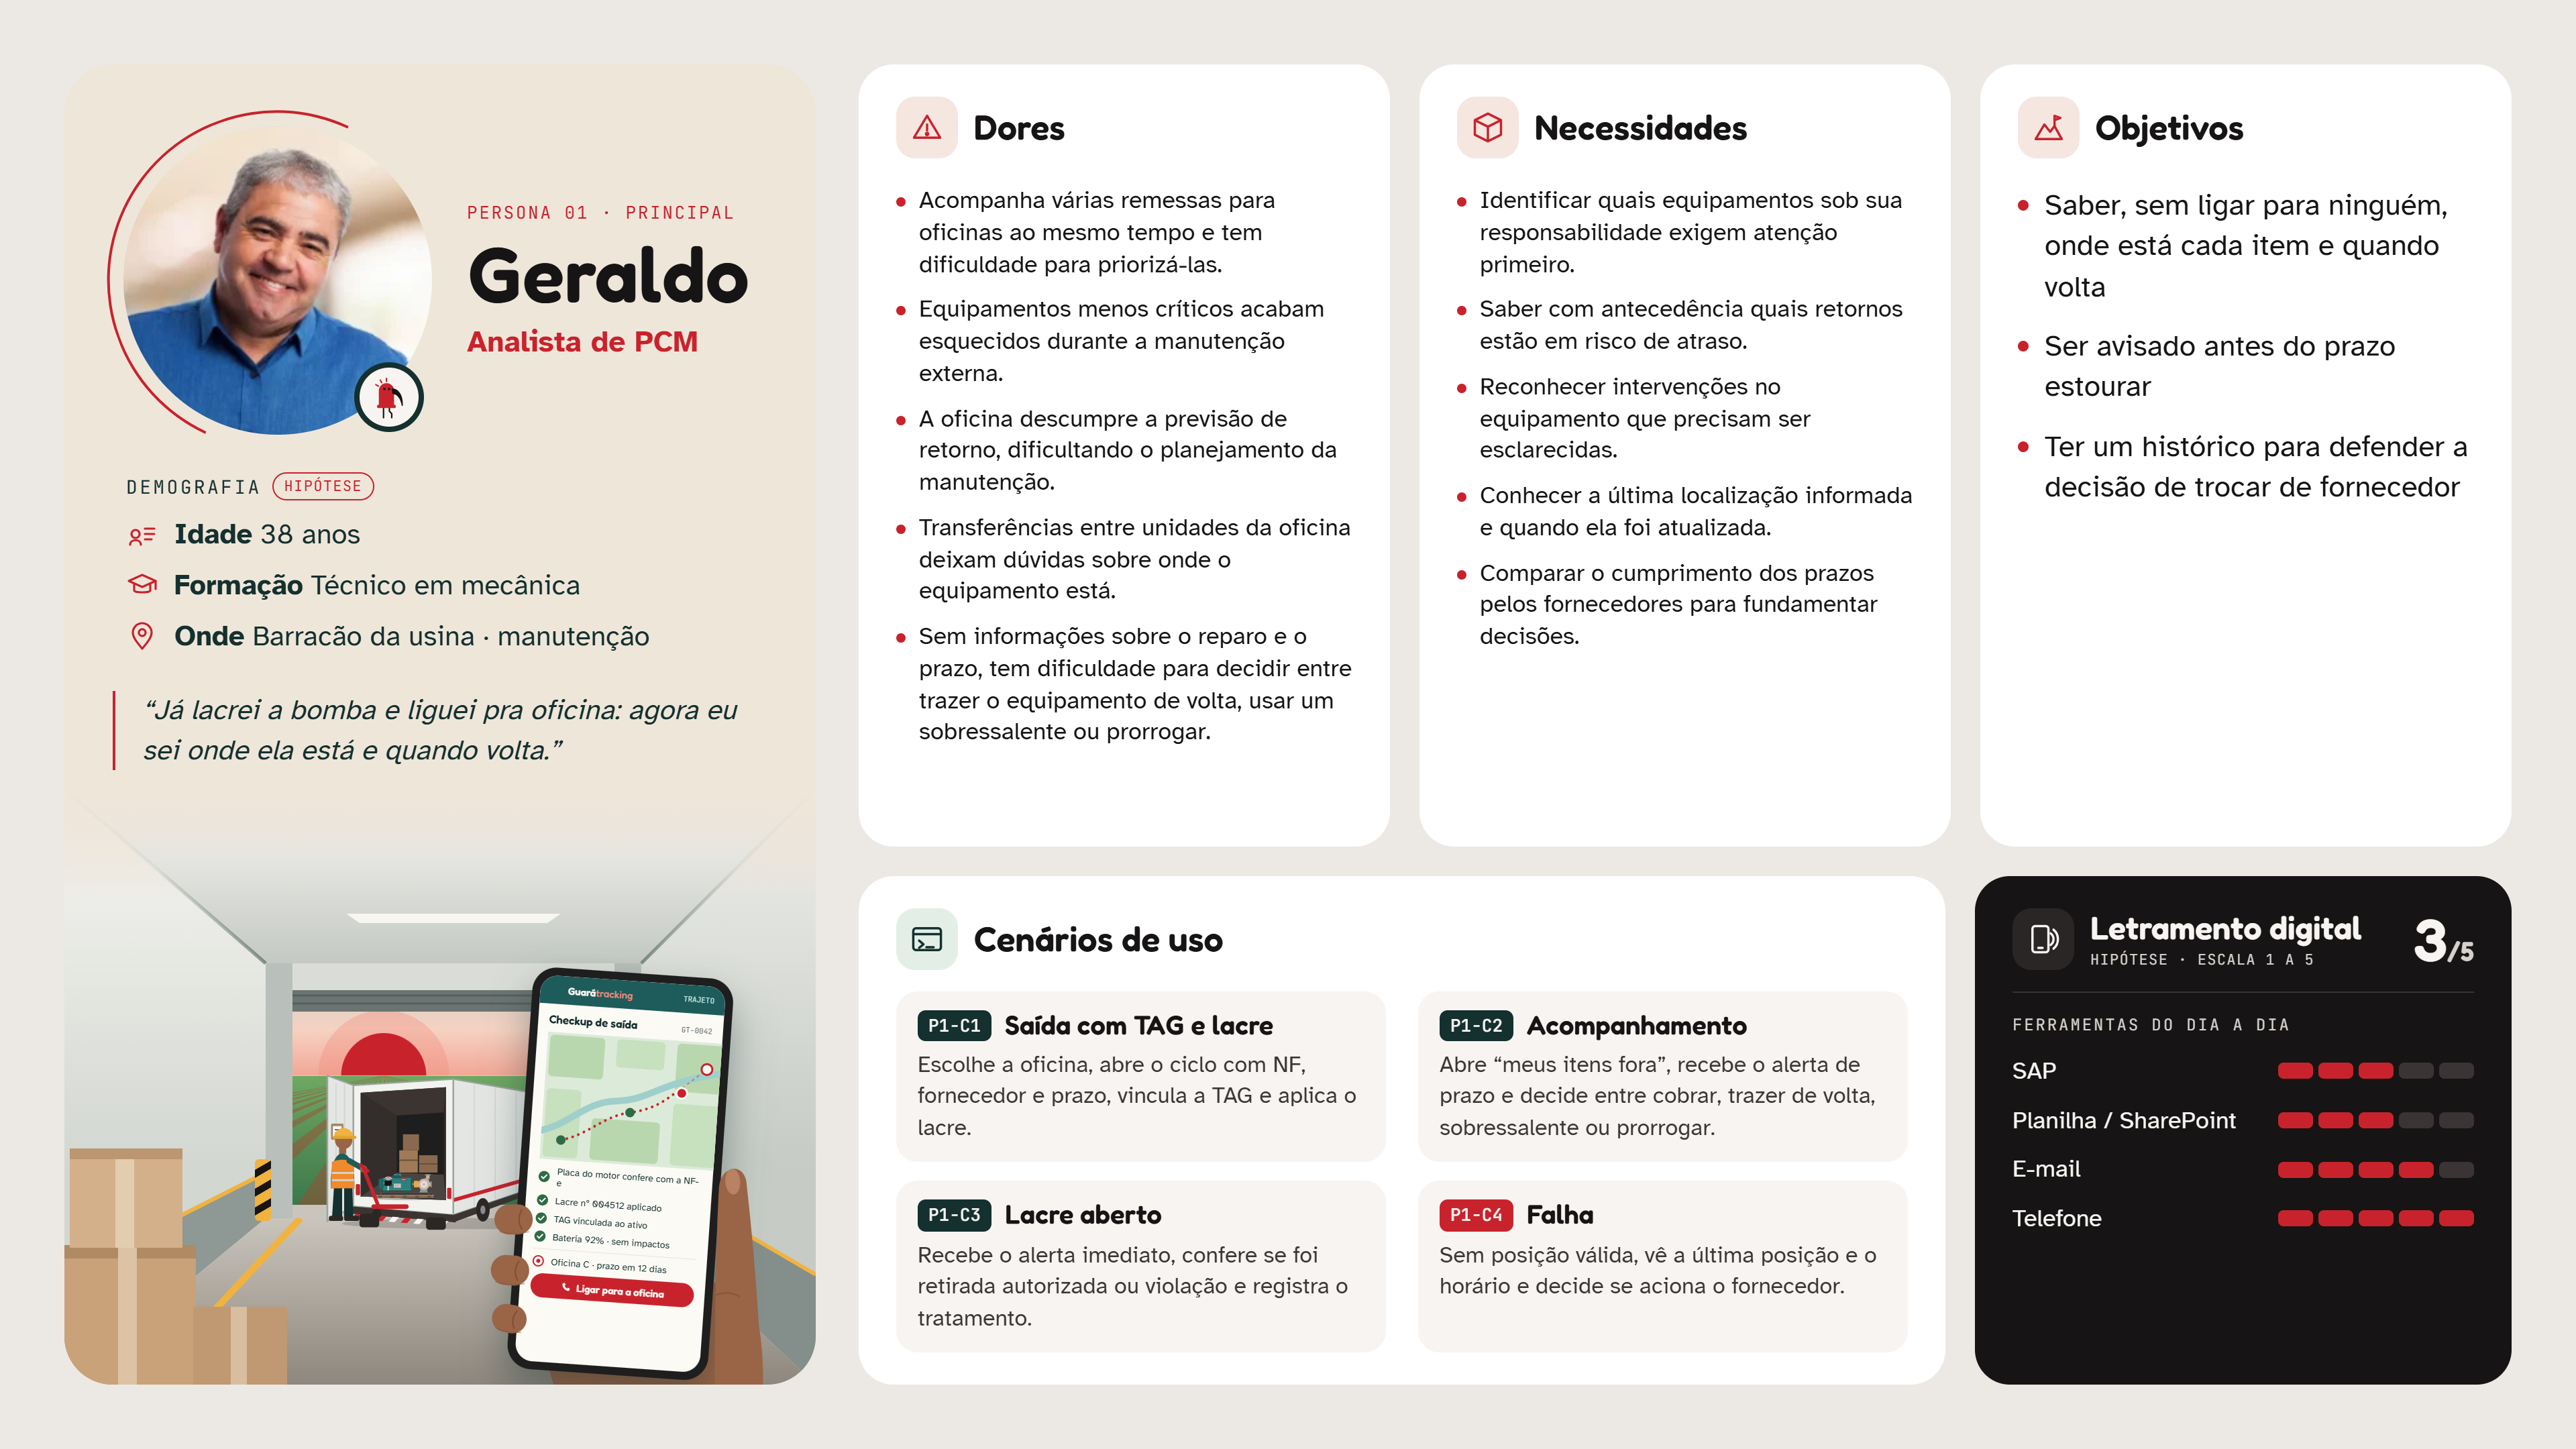 PERSONA 01 · PRINCIPAL
Geraldo
Analista de PCM
DEMOGRAFIA HIPÓTESE
Idade 38 anos
Formação Técnico em mecânica
Onde Barracão da usina · manutenção
“Já lacrei a bomba e liguei pra oficina: agora eu
sei onde ela está e quando volta.”
Guarátracking TRAJETO
Checkup de saída GT-0042
Placa do motor confere com a NF-
e
Lacre n° 004512 aplicado
TAG vinculada ao ativo
Bateria 92% · sem impactos
Oficina C · prazo em 12 dias
Ligar para a oficina
Dores
Acompanha várias remessas para
oficinas ao mesmo tempo e tem
dificuldade para priorizá-las.
Equipamentos menos críticos acabam
esquecidos durante a manutenção
externa.
A oficina descumpre a previsão de
retorno, dificultando o planejamento da
manutenção.
Transferências entre unidades da oficina
deixam dúvidas sobre onde o
equipamento está.
Sem informações sobre o reparo e o
prazo, tem dificuldade para decidir entre
trazer o equipamento de volta, usar um
sobressalente ou prorrogar.
Necessidades
Identificar quais equipamentos sob sua
responsabilidade exigem atenção
primeiro.
Saber com antecedência quais retornos
estão em risco de atraso.
Reconhecer intervenções no
equipamento que precisam ser
esclarecidas.
Conhecer a última localização informada
e quando ela foi atualizada.
Comparar o cumprimento dos prazos
pelos fornecedores para fundamentar
decisões.
Objetivos
Saber, sem ligar para ninguém,
onde está cada item e quando
volta
Ser avisado antes do prazo
estourar
Ter um histórico para defender a
decisão de trocar de fornecedor
Cenários de uso
P1-C1 Saída com TAG e lacre
Escolhe a oficina, abre o ciclo com NF,
fornecedor e prazo, vincula a TAG e aplica o
lacre.
P1-C2 Acompanhamento
Abre “meus itens fora”, recebe o alerta de
prazo e decide entre cobrar, trazer de volta,
sobressalente ou prorrogar.
P1-C3 Lacre aberto
Recebe o alerta imediato, confere se foi
retirada autorizada ou violação e registra o
tratamento.
P1-C4 Falha
Sem posição válida, vê a última posição e o
horário e decide se aciona o fornecedor.
Letramento digital 3/5
HIPÓTESE · ESCALA 1 A 5
FERRAMENTAS DO DIA A DIA
SAP
Planilha / SharePoint
E-mail
Telefone